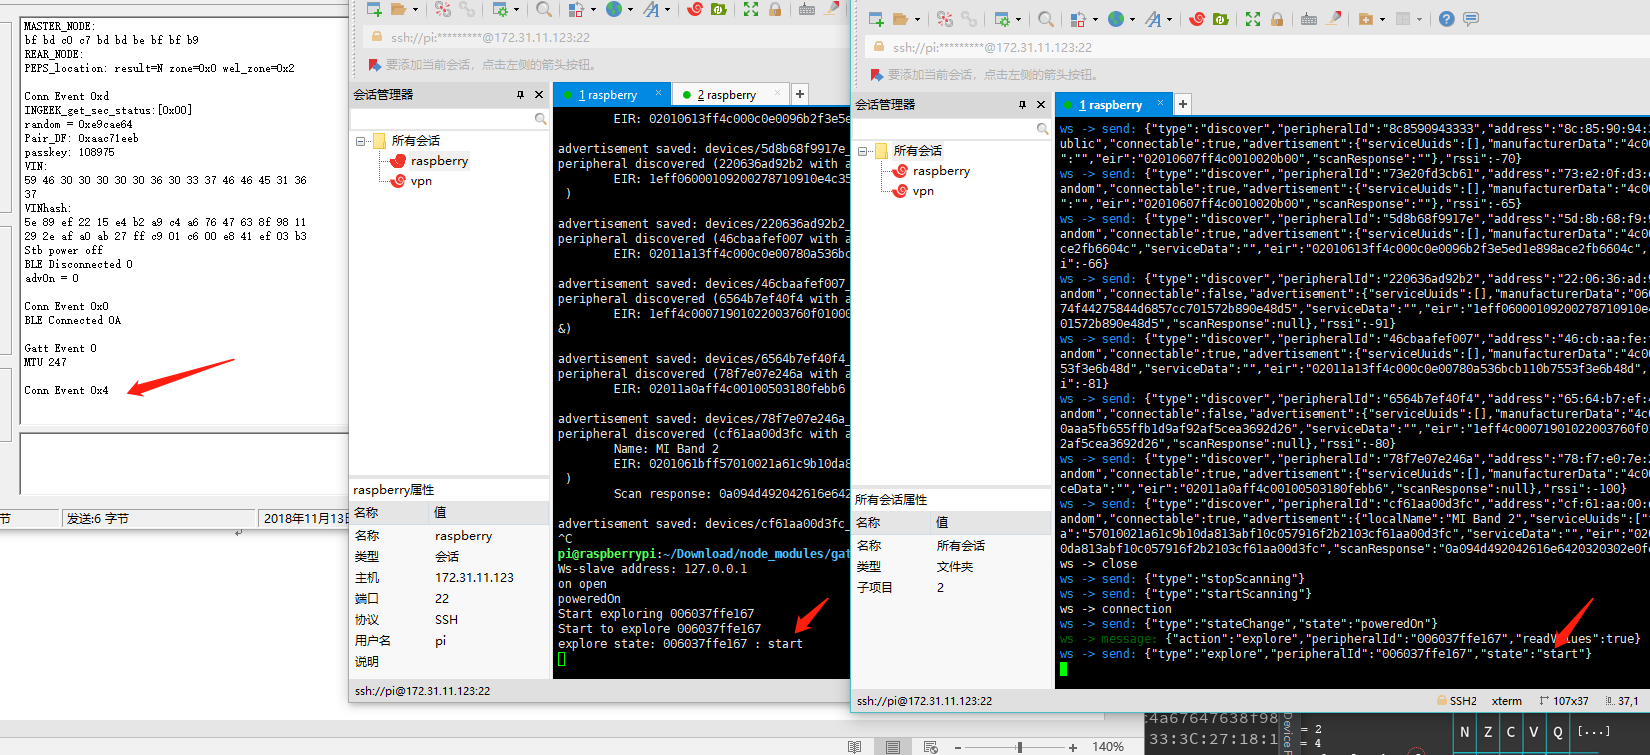 MASTER_NODE:
bf bd c0 c7 bd bd be bf bf b9
REAR_NODE:
PEPS_location: result=N zone=0x0 wel_zone=0x2
Conn Event 0xd
INGEEK_get_sec_status:[0x00]
random = 0xe9cae64
Pair_DF: 0xaac71eeb
passkey: 108975
VIN:
59 46 30 30 30 30 30 36 30 33 37 46 46 45 31 36
37
VINhash:
5e 89 ef 22 15 e4 b2 a9 c4 a6 76 47 63 8f 98 11
29 2e af a0 ab 27 ff c9 01 c6 00 e8 41 ef 03 b3
Stb power off
BLE Disconnected 0
advOn = 0
Conn Event 0x0
BLE Connected 0A
Gatt Event 0
MTU 247
Conn Event 0x4
节
发送:6 字节
2018年11月13日
ssh://pi:*********@172.31.11.123:22
要添加当前会话，点击左侧的箭头按钮。
会话管理器
所有会话
raspberry
vpn
raspberry属性
名称 值
名称 raspberry
类型 会话
主机 172.31.11.123
端口 22
协议 SSH
用户名 pi
说明
ssh://pi@172.31.11.123:22
1 raspberry
2 raspberry
EIR: 02010613ff4c000c0e0096b2f3e5e
advertisement saved: devices/5d8b68f9917e_
peripheral discovered (220636ad92b2 with a
EIR: 1eff06000109200278710910e4c35
)
advertisement saved: devices/220636ad92b2_
peripheral discovered (46cbaafef007 with a
EIR: 02011a13ff4c000c0e00780a536bc
advertisement saved: devices/46cbaafef007_
peripheral discovered (6564b7ef40f4 with a
EIR: 1eff4c00071901022003760f01000
&)
advertisement saved: devices/6564b7ef40f4_
peripheral discovered (78f7e07e246a with a
EIR: 02011a0aff4c00100503180febb6
advertisement saved: devices/78f7e07e246a_
peripheral discovered (cf61aa00d3fc with a
Name: MI Band 2
EIR: 0201061bff57010021a61c9b10da8
)
Scan response: 0a094d492042616e642
advertisement saved: devices/cf61aa00d3fc_
^C
pi@raspberrypi:~/Download/node_modules/gat
Ws-slave address: 127.0.0.1
on open
poweredOn
Start exploring 006037ffe167
Start to explore 006037ffe167
explore state: 006037ffe167 : start
ssh://pi:*********@172.31.11.123:22
要添加当前会话，点击左侧的箭头按钮。
会话管理器
所有会话
raspberry
vpn
所有会话属性
名称 值
名称 所有会话
类型 文件夹
子项目 2
ssh://pi@172.31.11.123:22
1 raspberry
ws -> send: {"type":"discover","peripheralId":"8c8590943333","address":"8c:85:90:94:
ublic","connectable":true,"advertisement":{"serviceUuids":[],"manufacturerData":"4c0
":"","eir":"02010607ff4c0010020b00","scanResponse":""},"rssi":-70}
ws -> send: {"type":"discover","peripheralId":"73e20fd3cb61","address":"73:e2:0f:d3:
andom","connectable":true,"advertisement":{"serviceUuids":[],"manufacturerData":"4c0
":"","eir":"02010607ff4c0010020b00","scanResponse":""},"rssi":-65}
ws -> send: {"type":"discover","peripheralId":"5d8b68f9917e","address":"5d:8b:68:f9:
andom","connectable":true,"advertisement":{"serviceUuids":[],"manufacturerData":"4c0
ce2fb6604c","serviceData":"","eir":"02010613ff4c000c0e0096b2f3e5ed1e898ace2fb6604c",
i":-66}
ws -> send: {"type":"discover","peripheralId":"220636ad92b2","address":"22:06:36:ad:
andom","connectable":false,"advertisement":{"serviceUuids":[],"manufacturerData":"060
74f44275844d6857cc701572b890e48d5","serviceData":"","eir":"1eff06000109200278710910e4
01572b890e48d5","scanResponse":null},"rssi":-91}
ws -> send: {"type":"discover","peripheralId":"46cbaafef007","address":"46:cb:aa:fe:
andom","connectable":true,"advertisement":{"serviceUuids":[],"manufacturerData":"4c0
53f3e6b48d","serviceData":"","eir":"02011a13ff4c000c0e00780a536bcb110b7553f3e6b48d",
i":-81}
ws -> send: {"type":"discover","peripheralId":"6564b7ef40f4","address":"65:64:b7:ef:
andom","connectable":false,"advertisement":{"serviceUuids":[],"manufacturerData":"4c0
0aaa5fb655ffb1d9af92af5cea3692d26","serviceData":"","eir":"1eff4c00071901022003760f0
2af5cea3692d26","scanResponse":null},"rssi":-80}
ws -> send: {"type":"discover","peripheralId":"78f7e07e246a","address":"78:f7:e0:7e:
andom","connectable":true,"advertisement":{"serviceUuids":[],"manufacturerData":"4c0
ceData":"","eir":"02011a0aff4c00100503180febb6","scanResponse":null},"rssi":-100}
ws -> send: {"type":"discover","peripheralId":"cf61aa00d3fc","address":"cf:61:aa:00:
andom","connectable":true,"advertisement":{"localName":"MI Band 2","serviceUuids":["
a":"57010021a61c9b10da813abf10c057916f2b2103cf61aa00d3fc","serviceData":"","eir":"02
0da813abf10c057916f2b2103cf61aa00d3fc","scanResponse":"0a094d492042616e6420320302e0fe
ws -> close
ws -> send: {"type":"stopScanning"}
ws -> send: {"type":"startScanning"}
ws -> connection
ws -> send: {"type":"stateChange","state":"poweredOn"}
ws -> message: {"action":"explore","peripheralId":"006037ffe167","readValues":true}
ws -> send: {"type":"explore","peripheralId":"006037ffe167","state":"start"}
SSH2 xterm 107x37 37,1
140%
c4a67647638f98
33:3C:27:18:1
= 2
= 4
N Z C V Q [...]